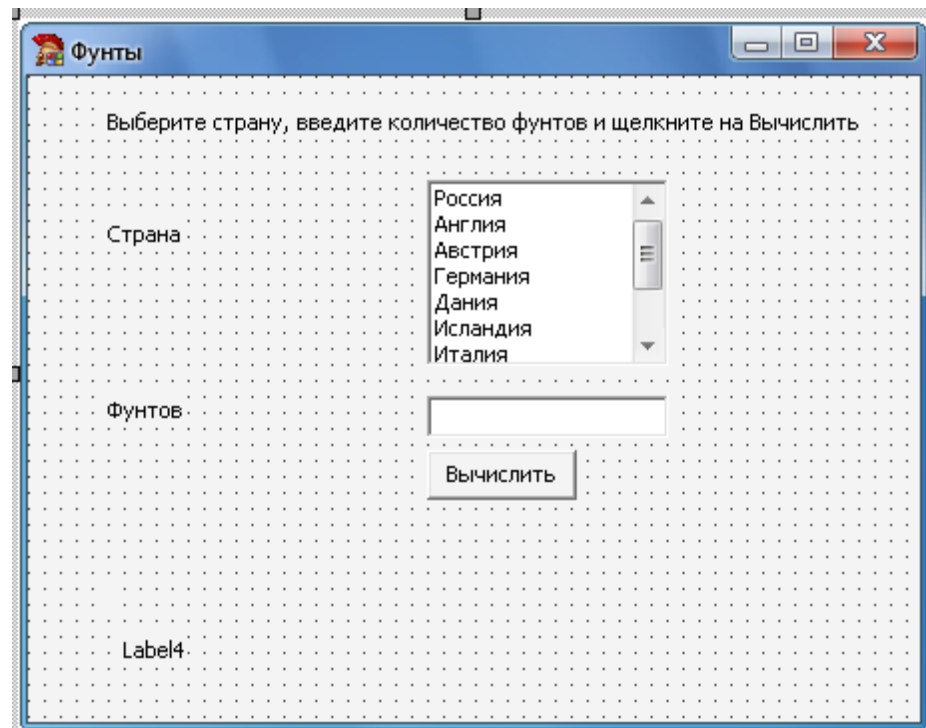 Фунты
Выберите страну, введите количество фунтов и щелкните на Вычислить
Страна
Россия
Англия
Австрия
Германия
Дания
Исландия
Италия
Фунтов
Вычислить
Label4